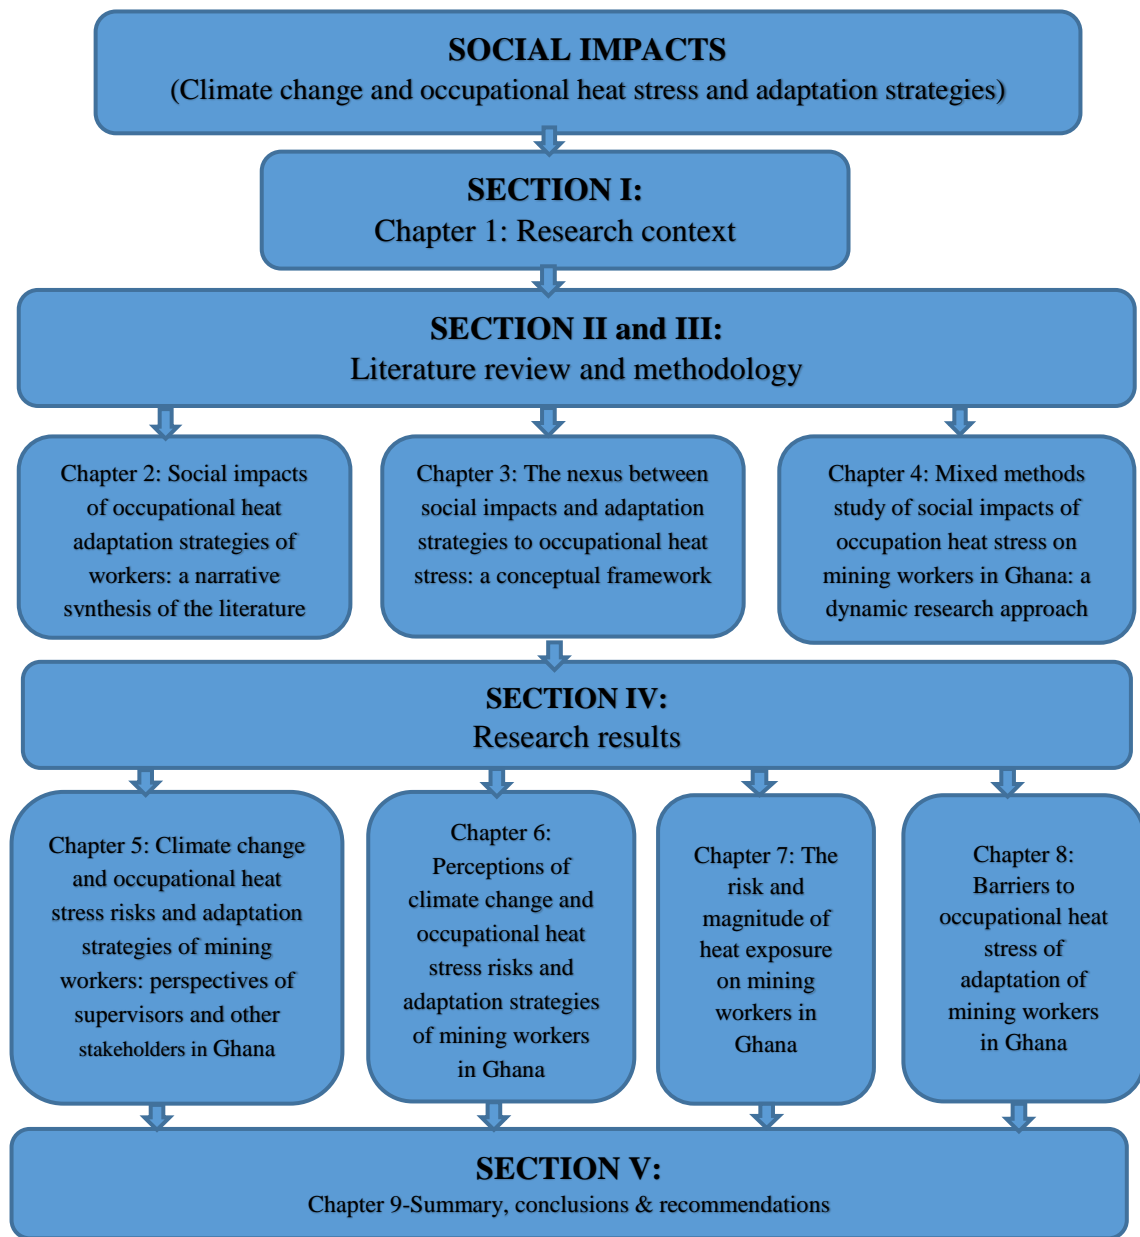 SOCIAL IMPACTS
(Climate change and occupational heat stress and adaptation strategies)
SECTION I:
Chapter 1: Research context
SECTION II and III:
Literature review and methodology
Chapter 2: Social impacts
of occupational heat
adaptation strategies of
workers: a narrative
synthesis of the literature
Chapter 3: The nexus between
social impacts and adaptation
strategies to occupational heat
stress: a conceptual framework
Chapter 4: Mixed methods
study of social impacts of
occupation heat stress on
mining workers in Ghana: a
dynamic research approach
SECTION IV:
Research results
Chapter 5: Climate change
and occupational heat
stress risks and adaptation
strategies of mining
workers: perspectives of
supervisors and other
stakeholders in Ghana
Chapter 6:
Perceptions of
climate change and
occupational heat
stress risks and
adaptation strategies
of mining workers
in Ghana
Chapter 7: The
risk and
magnitude of
heat exposure
on mining
workers in
Ghana
Chapter 8:
Barriers to
occupational heat
stress of
adaptation of
mining workers
in Ghana
SECTION V:
Chapter 9-Summary, conclusions & recommendations